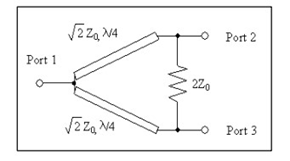 √2 Z₀, λ/4
Port 2
Port 1
2Z₀
√2 Z₀, λ/4
Port 3